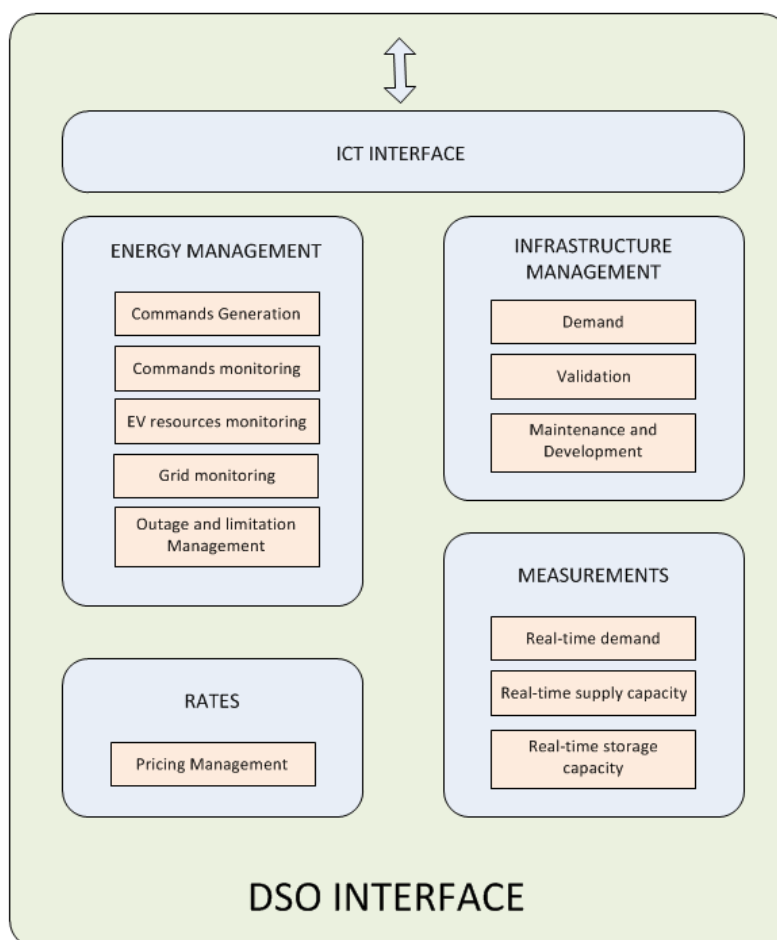 ICT INTERFACE
ENERGY MANAGEMENT
Commands Generation
Commands monitoring
EV resources monitoring
Grid monitoring
Outage and limitation
Management
INFRASTRUCTURE
MANAGEMENT
Demand
Validation
Maintenance and
Development
RATES
Pricing Management
MEASUREMENTS
Real-time demand
Real-time supply capacity
Real-time storage
capacity
DSO INTERFACE